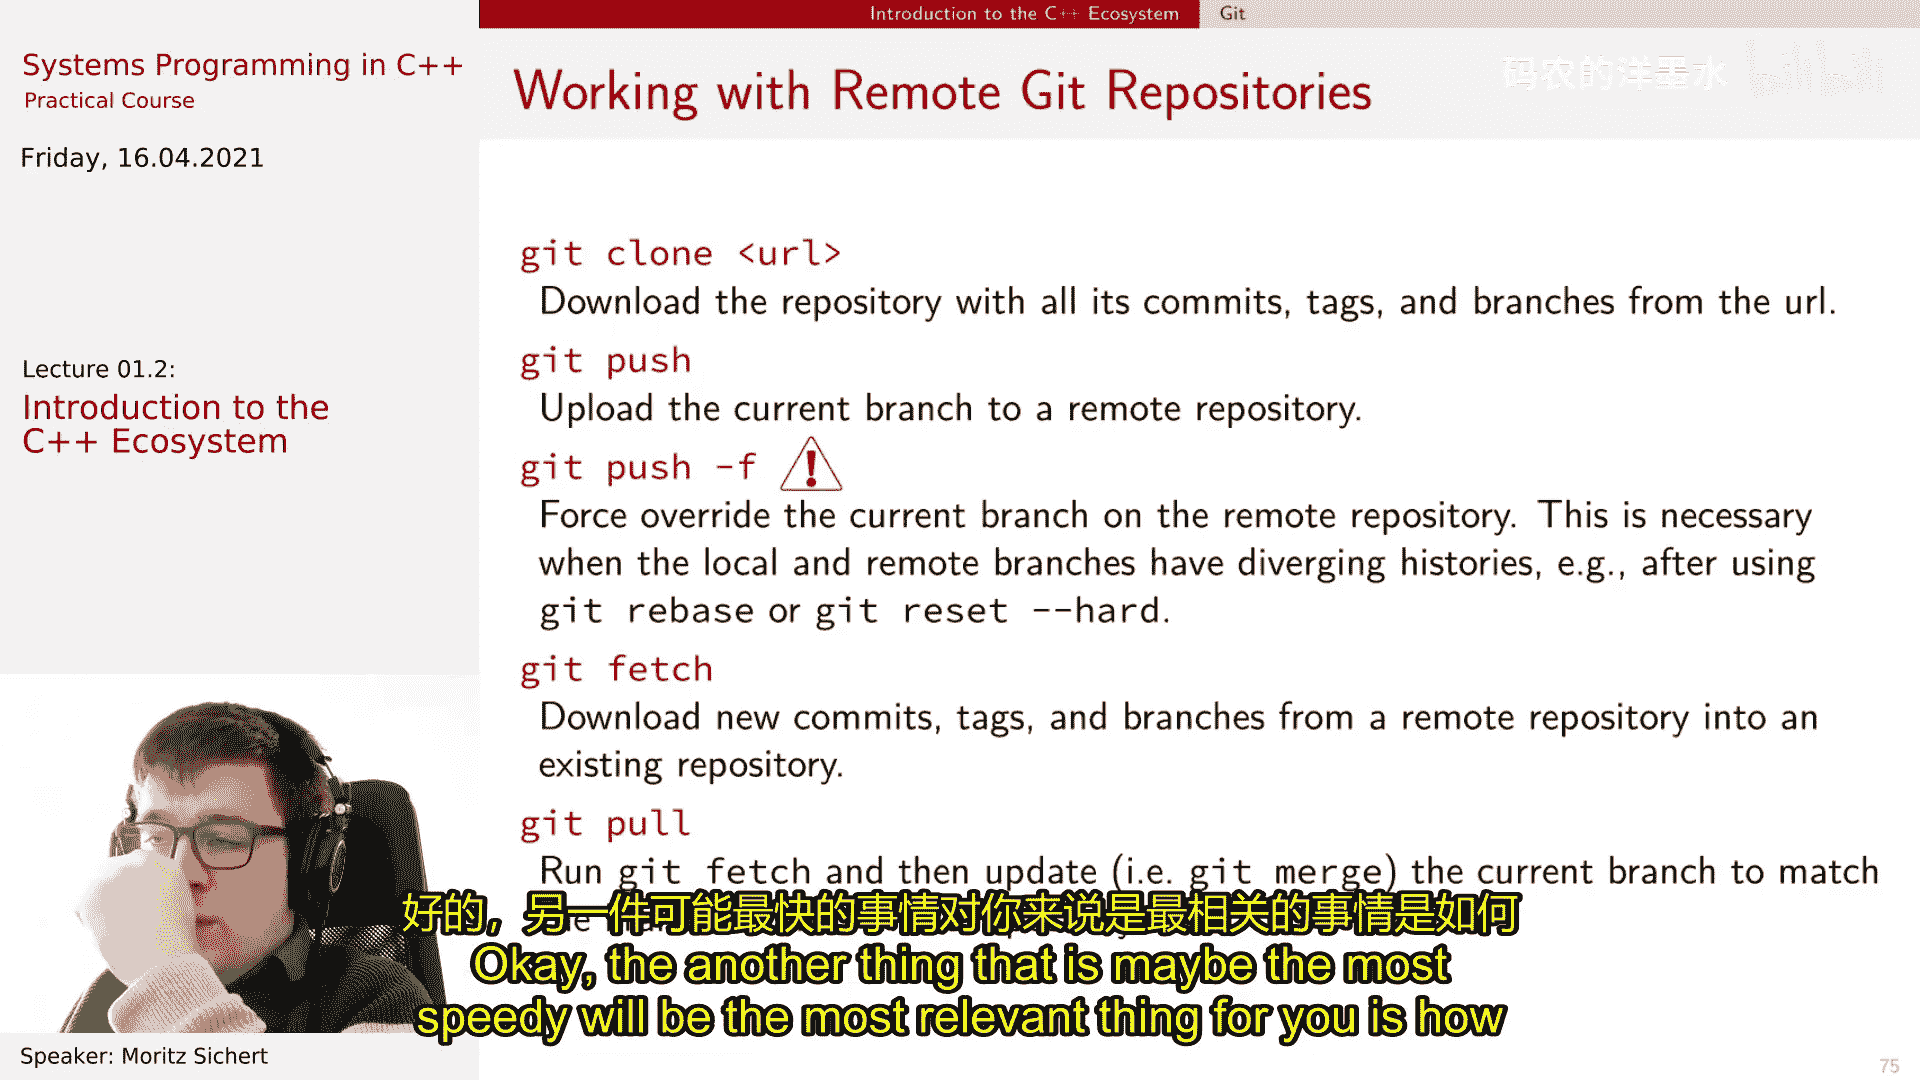 Introduction to the C++ Ecosystem
Git
Systems Programming in C++
Practical Course
Friday, 16.04.2021
Lecture 01.2:
Introduction to the
C++ Ecosystem
Working with Remote Git Repositories
码农的洋墨水 bilibili
git clone <url>
Download the repository with all its commits, tags, and branches from the url.
git push
Upload the current branch to a remote repository.
git push -f
Force override the current branch on the remote repository. This is necessary
when the local and remote branches have diverging histories, e.g., after using
git rebase or git reset --hard.
git fetch
Download new commits, tags, and branches from a remote repository into an
existing repository.
git pull
Run git fetch and then update (i.e. git merge) the current branch to match
好的，另一件可能最快的事情对你来说是最相关的事情是如何
Okay, the another thing that is maybe the most
speedy will be the most relevant thing for you is how
Speaker: Moritz Sichert
75